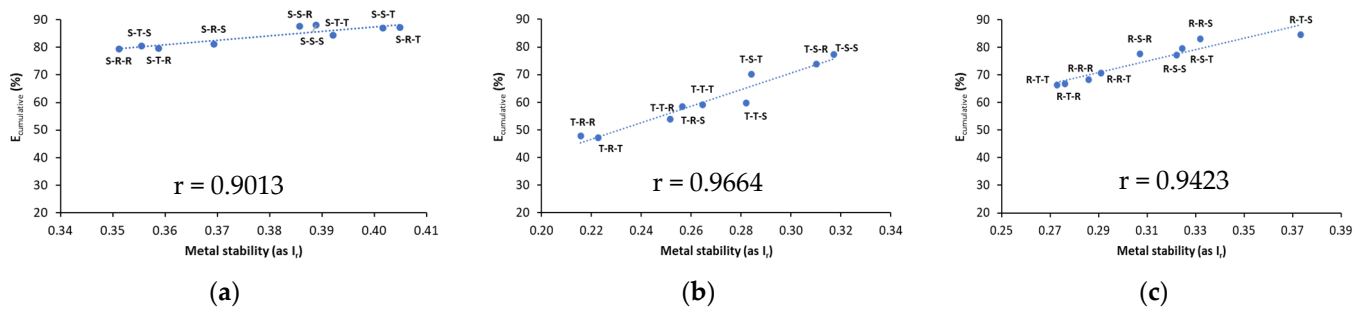 (a)
E_cumulative (%)
90
80
70
60
50
40
30
20
S-R-R
S-T-S
S-T-R
S-R-S
S-S-R
S-S-S
S-T-T
S-S-T
S-R-T
r = 0.9013
0.34 0.35 0.36 0.37 0.38 0.39 0.40 0.41
Metal stability (as I_r)
(b)
E_cumulative (%)
90
80
70
60
50
40
30
20
T-R-R
T-R-T
T-T-R
T-R-S
T-T-T
T-S-T
T-T-S
T-S-R
T-S-S
r = 0.9664
0.20 0.22 0.24 0.26 0.28 0.30 0.32 0.34
Metal stability (as I_r)
(c)
E_cumulative (%)
90
80
70
60
50
40
30
20
R-T-T
R-T-R
R-R-R
R-R-T
R-S-R
R-S-S
R-S-T
R-R-S
R-T-S
r = 0.9423
0.25 0.27 0.29 0.31 0.33 0.35 0.37 0.39
Metal stability (as I_r)